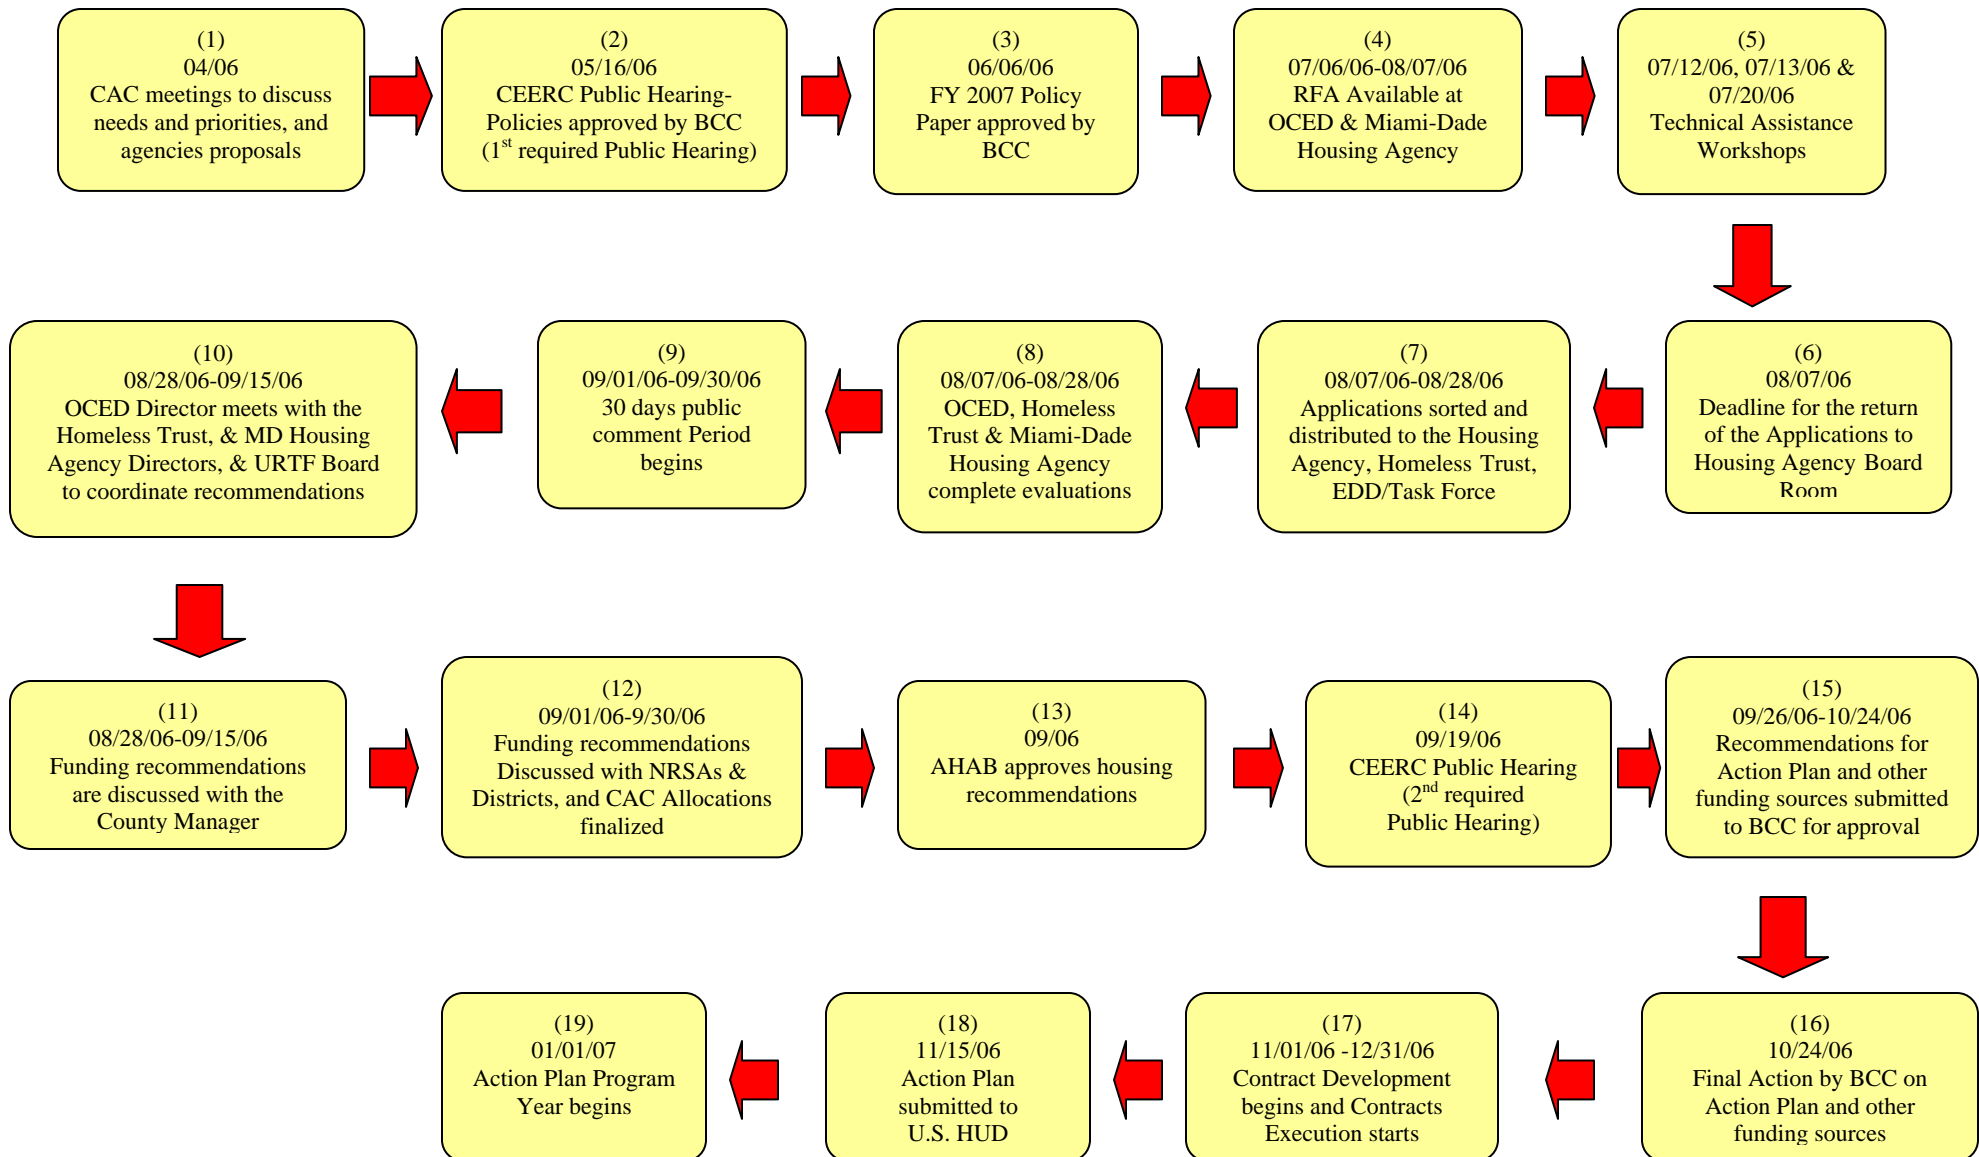 (1)
04/06
CAC meetings to discuss
needs and priorities, and
agencies proposals
(2)
05/16/06
CEERC Public Hearing-
Policies approved by BCC
(1st required Public Hearing)
(3)
06/06/06
FY 2007 Policy
Paper approved by
BCC
(4)
07/06/06-08/07/06
RFA Available at
OCED & Miami-Dade
Housing Agency
(5)
07/12/06, 07/13/06 &
07/20/06
Technical Assistance
Workshops
(6)
08/07/06
Deadline for the return
of the Applications to
Housing Agency Board
Room
(7)
08/07/06-08/28/06
Applications sorted and
distributed to the Housing
Agency, Homeless Trust,
EDD/Task Force
(8)
08/07/06-08/28/06
OCED, Homeless
Trust & Miami-Dade
Housing Agency
complete evaluations
(9)
09/01/06-09/30/06
30 days public
comment Period
begins
(10)
08/28/06-09/15/06
OCED Director meets with the
Homeless Trust, & MD Housing
Agency Directors, & URTF Board
to coordinate recommendations
(11)
08/28/06-09/15/06
Funding recommendations
are discussed with the
County Manager
(12)
09/01/06-9/30/06
Funding recommendations
Discussed with NRSAs &
Districts, and CAC Allocations
finalized
(13)
09/06
AHAB approves housing
recommendations
(14)
09/19/06
CEERC Public Hearing
(2nd required
Public Hearing)
(15)
09/26/06-10/24/06
Recommendations for
Action Plan and other
funding sources submitted
to BCC for approval
(16)
10/24/06
Final Action by BCC on
Action Plan and other
funding sources
(17)
11/01/06 -12/31/06
Contract Development
begins and Contracts
Execution starts
(18)
11/15/06
Action Plan
submitted to
U.S. HUD
(19)
01/01/07
Action Plan Program
Year begins